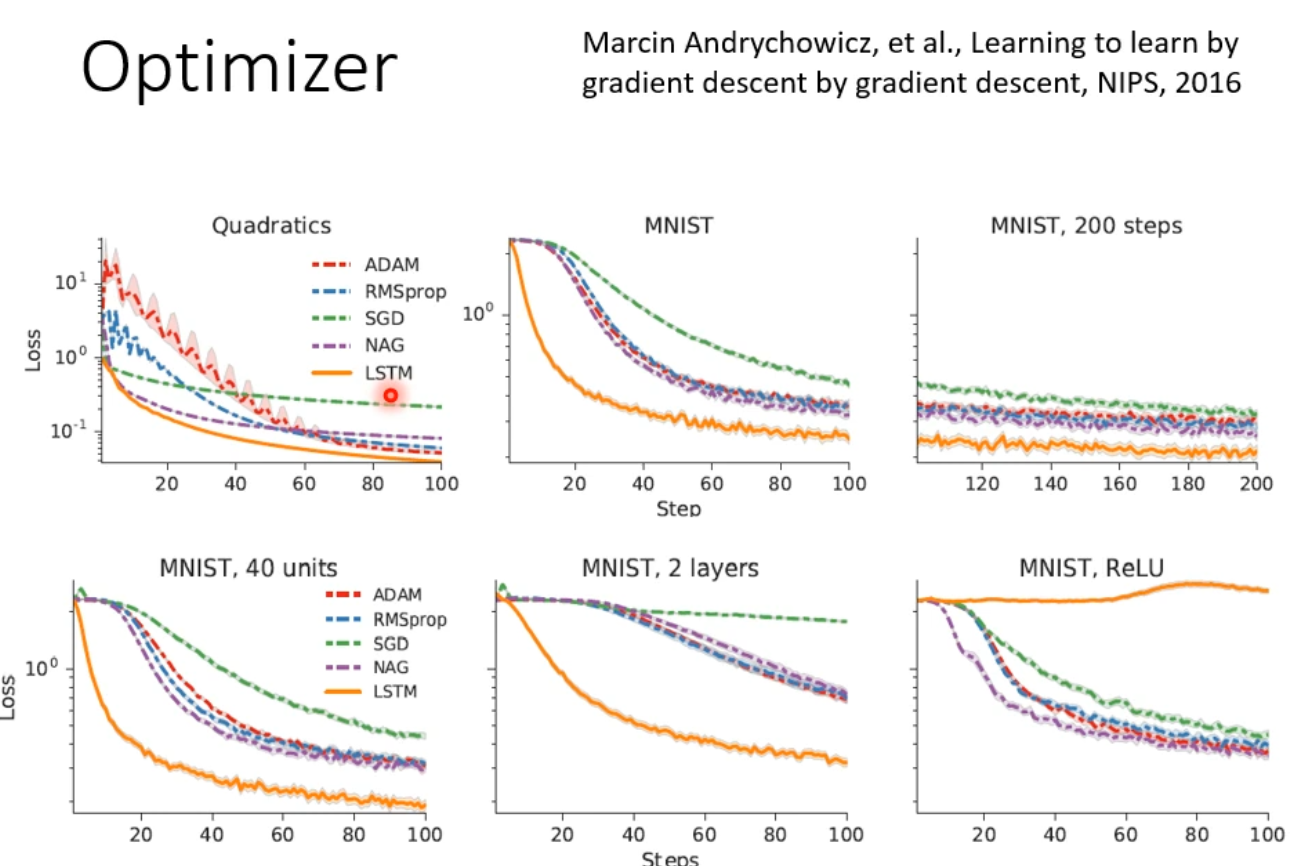 Optimizer
Marcin Andrychowicz, et al., Learning to learn by
gradient descent by gradient descent, NIPS, 2016
Quadratics
MNIST
MNIST, 200 steps
ADAM
RMSprop
SGD
NAG
LSTM
Loss
10¹
10⁰
10⁻¹
20 40 60 80 100
10⁰
20 40 60 80 100
Step
120 140 160 180 200
MNIST, 40 units
MNIST, 2 layers
MNIST, ReLU
ADAM
RMSprop
SGD
NAG
LSTM
Loss
10⁰
20 40 60 80 100
20 40 60 80 100
Steps
20 40 60 80 100